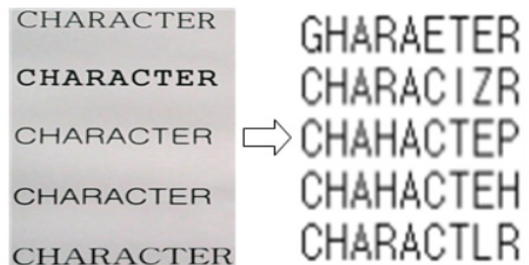 CHARACTER
CHARACTER
CHARACTER
CHARACTER
CHARACTER
GHARAETER
CHARACIZR
CHAHACTEP
CHAHACTEH
CHARACTLR